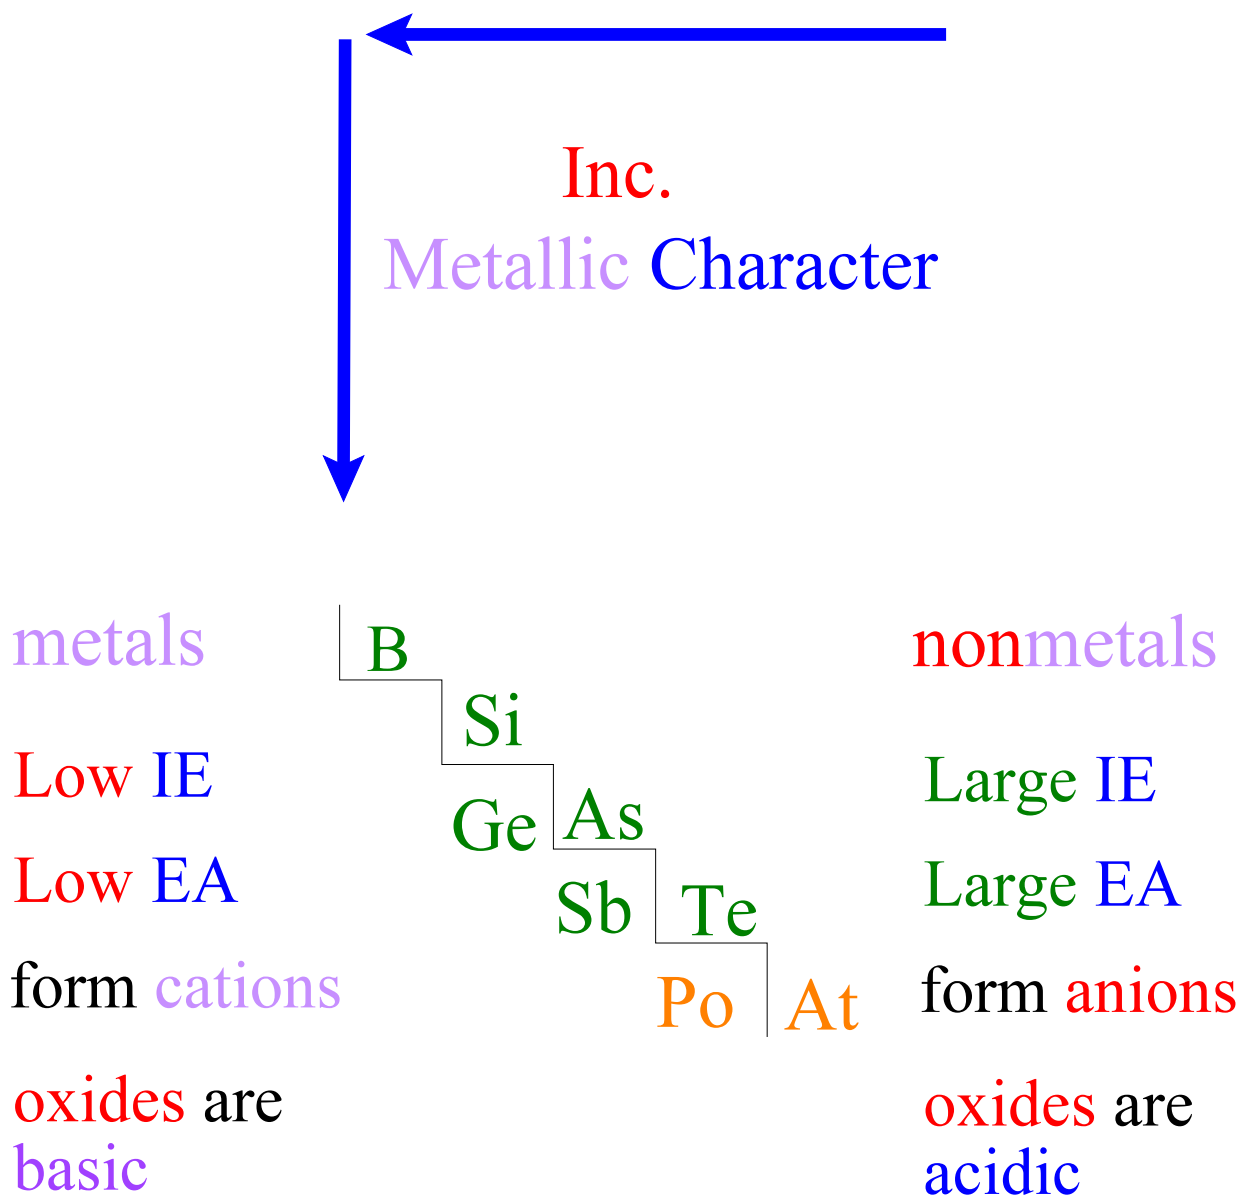 Inc.
Metallic Character
metals
B
nonmetals
Si
Low IE
Large IE
Ge As
Low EA
Large EA
Sb Te
form cations
form anions
Po At
oxides are
basic
oxides are
acidic